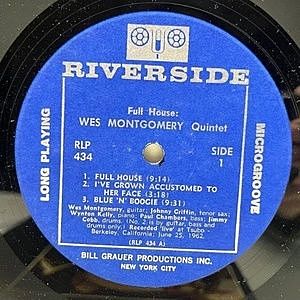 RIVERSIDE
Full House:
WES MONTGOMERY Quintet
RLP
434
SIDE
1
LONG PLAYING
MICROGROOVE
1. FULL HOUSE (9:14)
2. I'VE GROWN ACCUSTOMED TO
HER FACE (3:18)
3. BLUE 'N' BOOGIE (9:31)
Wes Montgomery, guitar; Johnny Griffin, tenor sax;
Wynton Kelly, piano; Paul Chambers, bass; Jimmy
Cobb, drums. (No. 2 is by guitar, bass and
drums only.) Recorded 'live' at Tsubo -
Berkeley, California; June 25, 1962.
(RLP 434 A)
BILL GRAUER PRODUCTIONS INC.
NEW YORK CITY